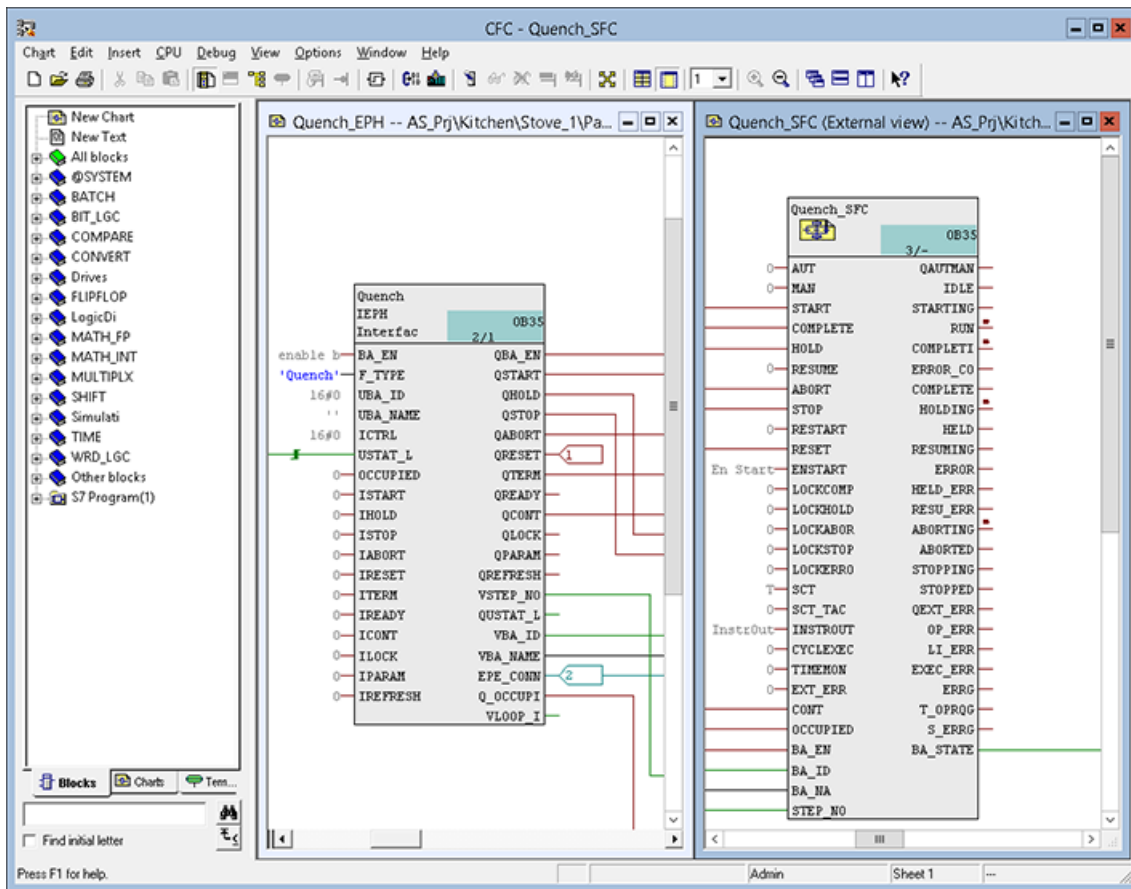 CFC - Quench_SFC
Chart Edit Insert CPU Debug View Options Window Help
1
New Chart
New Text
All blocks
@SYSTEM
BATCH
BIT_LGC
COMPARE
CONVERT
Drives
FLIPFLOP
LogicDi
MATH_FP
MATH_INT
MULTIPLX
SHIFT
Simulati
TIME
WRD_LGC
Other blocks
S7 Program(1)
Blocks Charts Tem...
Find initial letter
Quench_EPH -- AS_Prj\Kitchen\Stove_1\Pa...
Quench
IEPH
Interfac OB35
2/1
enable b BA_EN QBA_EN
'Quench' F_TYPE QSTART
16#0 UBA_ID QHOLD
'' UBA_NAME QSTOP
16#0 ICTRL QABORT
USTAT_L QRESET 1
0 OCCUPIED QTERM
0 ISTART QREADY
0 IHOLD QCONT
0 ISTOP QLOCK
0 IABORT QPARAM
0 IRESET QREFRESH
0 ITERM VSTEP_NO
0 IREADY QUSTAT_L
0 ICONT VBA_ID
0 ILOCK VBA_NAME
0 IPARAM EPE_CONN 2
0 IREFRESH Q_OCCUPI
VLOOP_I
Quench_SFC (External view) -- AS_Prj\Kitch...
Quench_SFC
OB35
3/-
0 AUT QAUTMAN
0 MAN IDLE
START STARTING
COMPLETE RUN
HOLD COMPLETI
0 RESUME ERROR_CO
ABORT COMPLETE
STOP HOLDING
0 RESTART HELD
RESET RESUMING
En Start ENSTART ERROR
0 LOCKCOMP HELD_ERR
0 LOCKHOLD RESU_ERR
0 LOCKABOR ABORTING
0 LOCKSTOP ABORTED
0 LOCKERRO STOPPING
T SCT STOPPED
0 SCT_TAC QEXT_ERR
InstrOut INSTROUT OP_ERR
0 CYCLEXEC LI_ERR
0 TIMEMON EXEC_ERR
0 EXT_ERR ERRG
CONT T_OPRQG
OCCUPIED S_ERRG
BA_EN BA_STATE
BA_ID
BA_NA
STEP_NO
Press F1 for help. Admin Sheet 1 ---